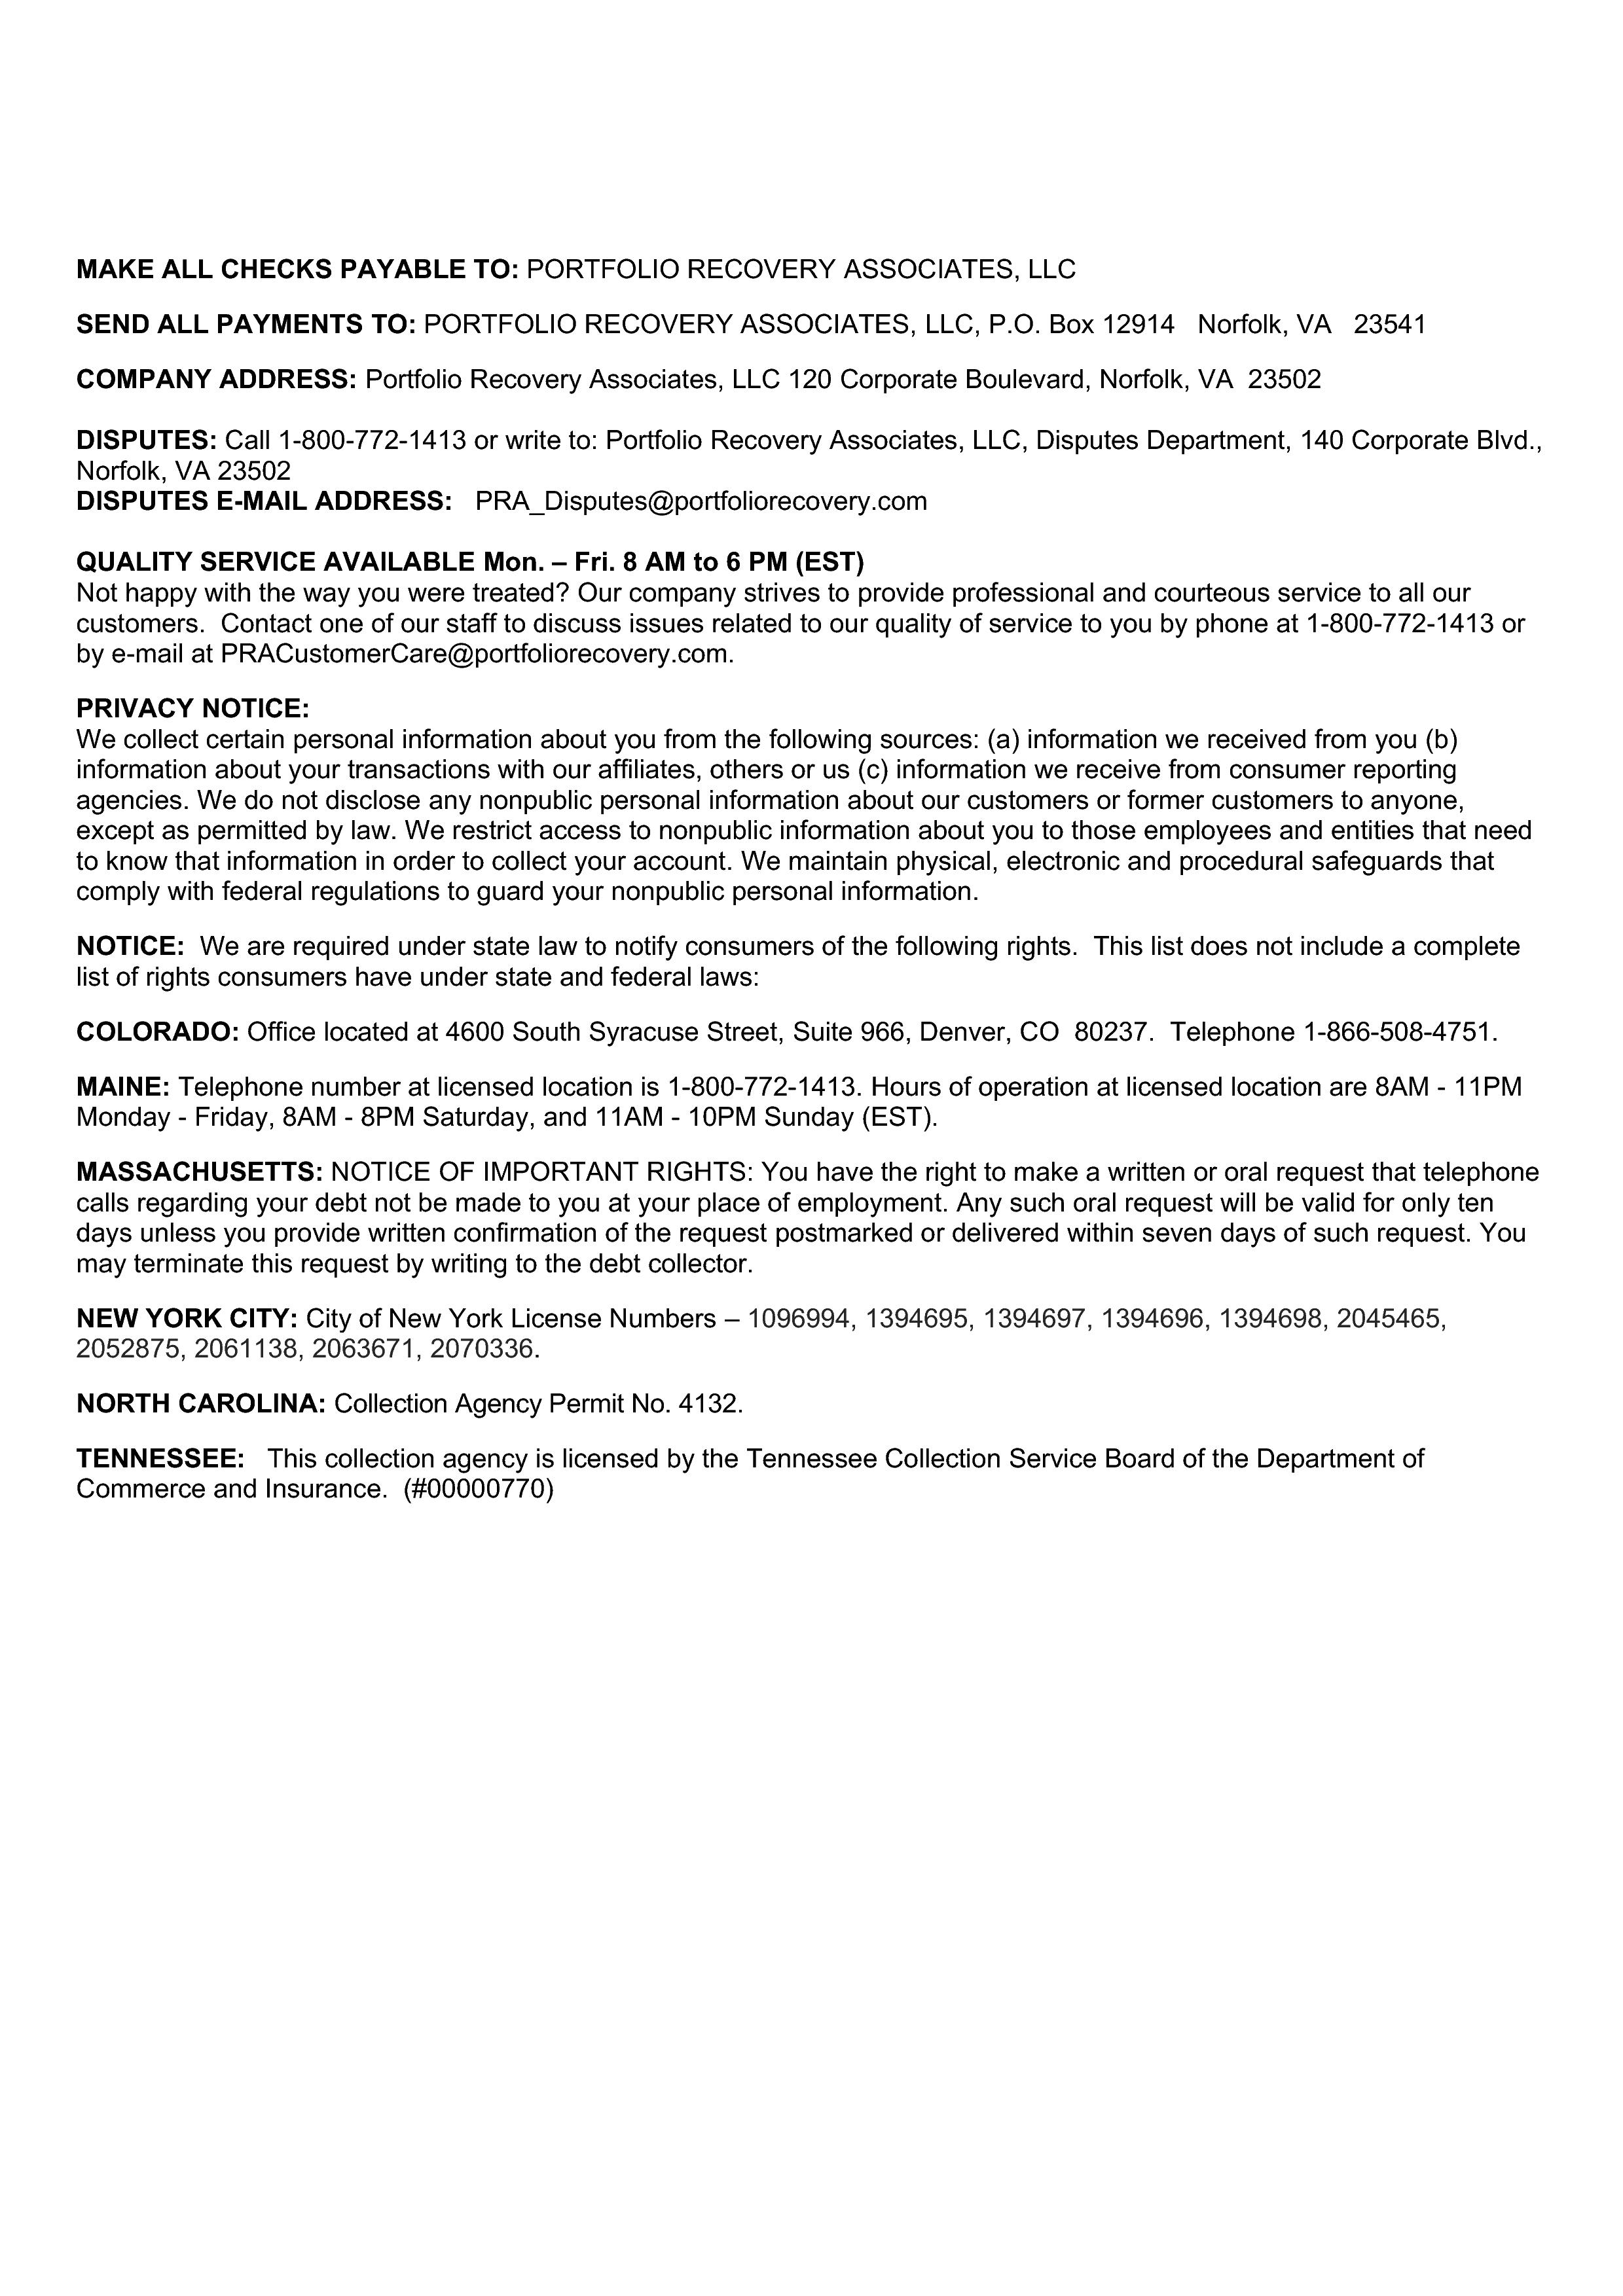 MAKE ALL CHECKS PAYABLE TO: PORTFOLIO RECOVERY ASSOCIATES, LLC
SEND ALL PAYMENTS TO: PORTFOLIO RECOVERY ASSOCIATES, LLC, P.O. Box 12914   Norfolk, VA   23541
COMPANY ADDRESS: Portfolio Recovery Associates, LLC 120 Corporate Boulevard, Norfolk, VA  23502
DISPUTES: Call 1-800-772-1413 or write to: Portfolio Recovery Associates, LLC, Disputes Department, 140 Corporate Blvd.,
Norfolk, VA 23502
DISPUTES E-MAIL ADDRESS:   PRA_Disputes@portfoliorecovery.com
QUALITY SERVICE AVAILABLE Mon. – Fri. 8 AM to 6 PM (EST)
Not happy with the way you were treated? Our company strives to provide professional and courteous service to all our
customers.  Contact one of our staff to discuss issues related to our quality of service to you by phone at 1-800-772-1413 or
by e-mail at PRACustomerCare@portfoliorecovery.com.
PRIVACY NOTICE:
We collect certain personal information about you from the following sources: (a) information we received from you (b)
information about your transactions with our affiliates, others or us (c) information we receive from consumer reporting
agencies. We do not disclose any nonpublic personal information about our customers or former customers to anyone,
except as permitted by law. We restrict access to nonpublic information about you to those employees and entities that need
to know that information in order to collect your account. We maintain physical, electronic and procedural safeguards that
comply with federal regulations to guard your nonpublic personal information.
NOTICE:  We are required under state law to notify consumers of the following rights.  This list does not include a complete
list of rights consumers have under state and federal laws:
COLORADO: Office located at 4600 South Syracuse Street, Suite 966, Denver, CO  80237.  Telephone 1-866-508-4751.
MAINE: Telephone number at licensed location is 1-800-772-1413. Hours of operation at licensed location are 8AM - 11PM
Monday - Friday, 8AM - 8PM Saturday, and 11AM - 10PM Sunday (EST).
MASSACHUSETTS: NOTICE OF IMPORTANT RIGHTS: You have the right to make a written or oral request that telephone
calls regarding your debt not be made to you at your place of employment. Any such oral request will be valid for only ten
days unless you provide written confirmation of the request postmarked or delivered within seven days of such request. You
may terminate this request by writing to the debt collector.
NEW YORK CITY: City of New York License Numbers – 1096994, 1394695, 1394697, 1394696, 1394698, 2045465,
2052875, 2061138, 2063671, 2070336.
NORTH CAROLINA: Collection Agency Permit No. 4132.
TENNESSEE:   This collection agency is licensed by the Tennessee Collection Service Board of the Department of
Commerce and Insurance.  (#00000770)